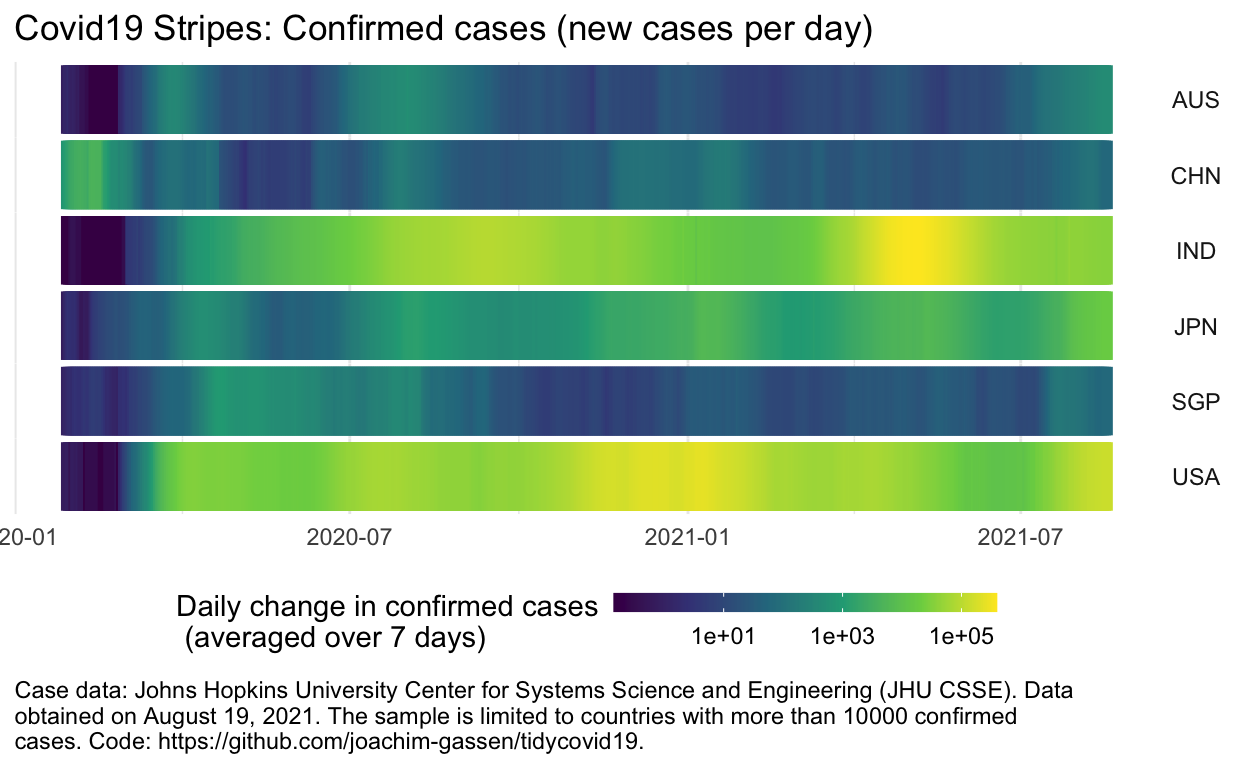 Covid19 Stripes: Confirmed cases (new cases per day)
AUS
CHN
IND
JPN
SGP
USA
20-01 2020-07 2021-01 2021-07
Daily change in confirmed cases
(averaged over 7 days)
1e+01 1e+03 1e+05
Case data: Johns Hopkins University Center for Systems Science and Engineering (JHU CSSE). Data
obtained on August 19, 2021. The sample is limited to countries with more than 10000 confirmed
cases. Code: https://github.com/joachim-gassen/tidycovid19.